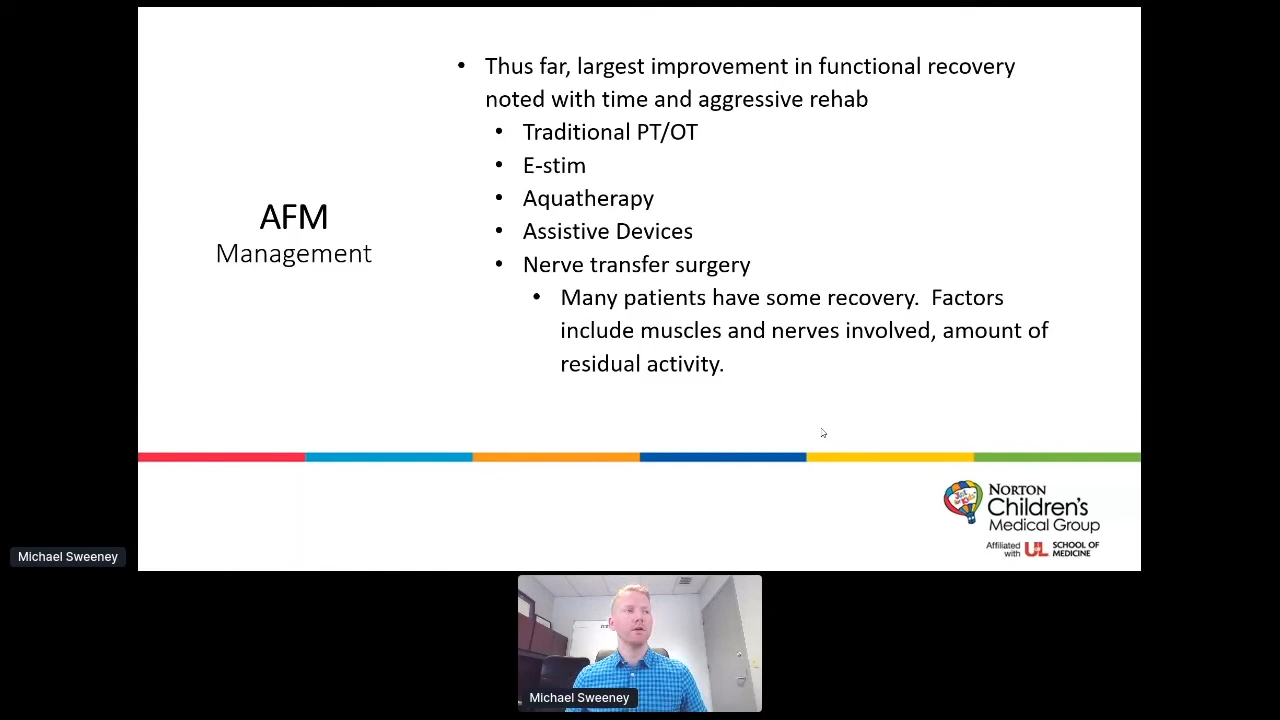 Thus far, largest improvement in functional recovery
noted with time and aggressive rehab
Traditional PT/OT
E-stim
Aquatherapy
Assistive Devices
Nerve transfer surgery
Many patients have some recovery.  Factors
include muscles and nerves involved, amount of
residual activity.
AFM
Management
NORTON
Children's
Medical Group
Affiliated with UL SCHOOL OF MEDICINE
Michael Sweeney
Michael Sweeney